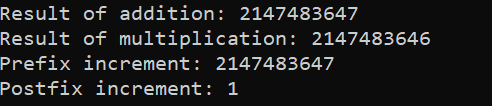 Result of addition: 2147483647
Result of multiplication: 2147483646
Prefix increment: 2147483647
Postfix increment: 1